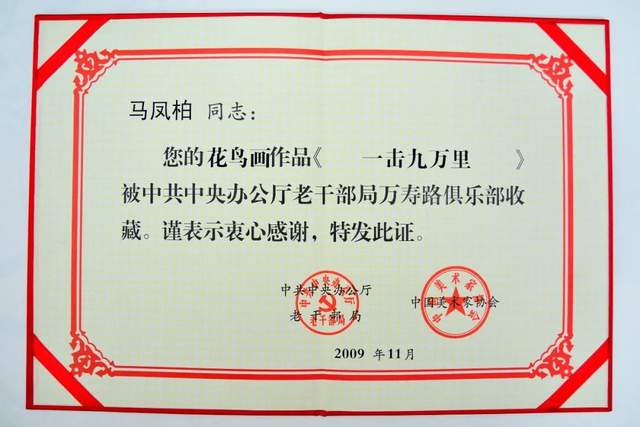 马凤柏 同志：
您的花鸟画作品《 一击九万里 》
被中共中央办公厅老干部局万寿路俱乐部收
藏。谨表示衷心感谢，特发此证。
中共中央办公厅
老干部局
中国美术家协会
2009 年 11 月